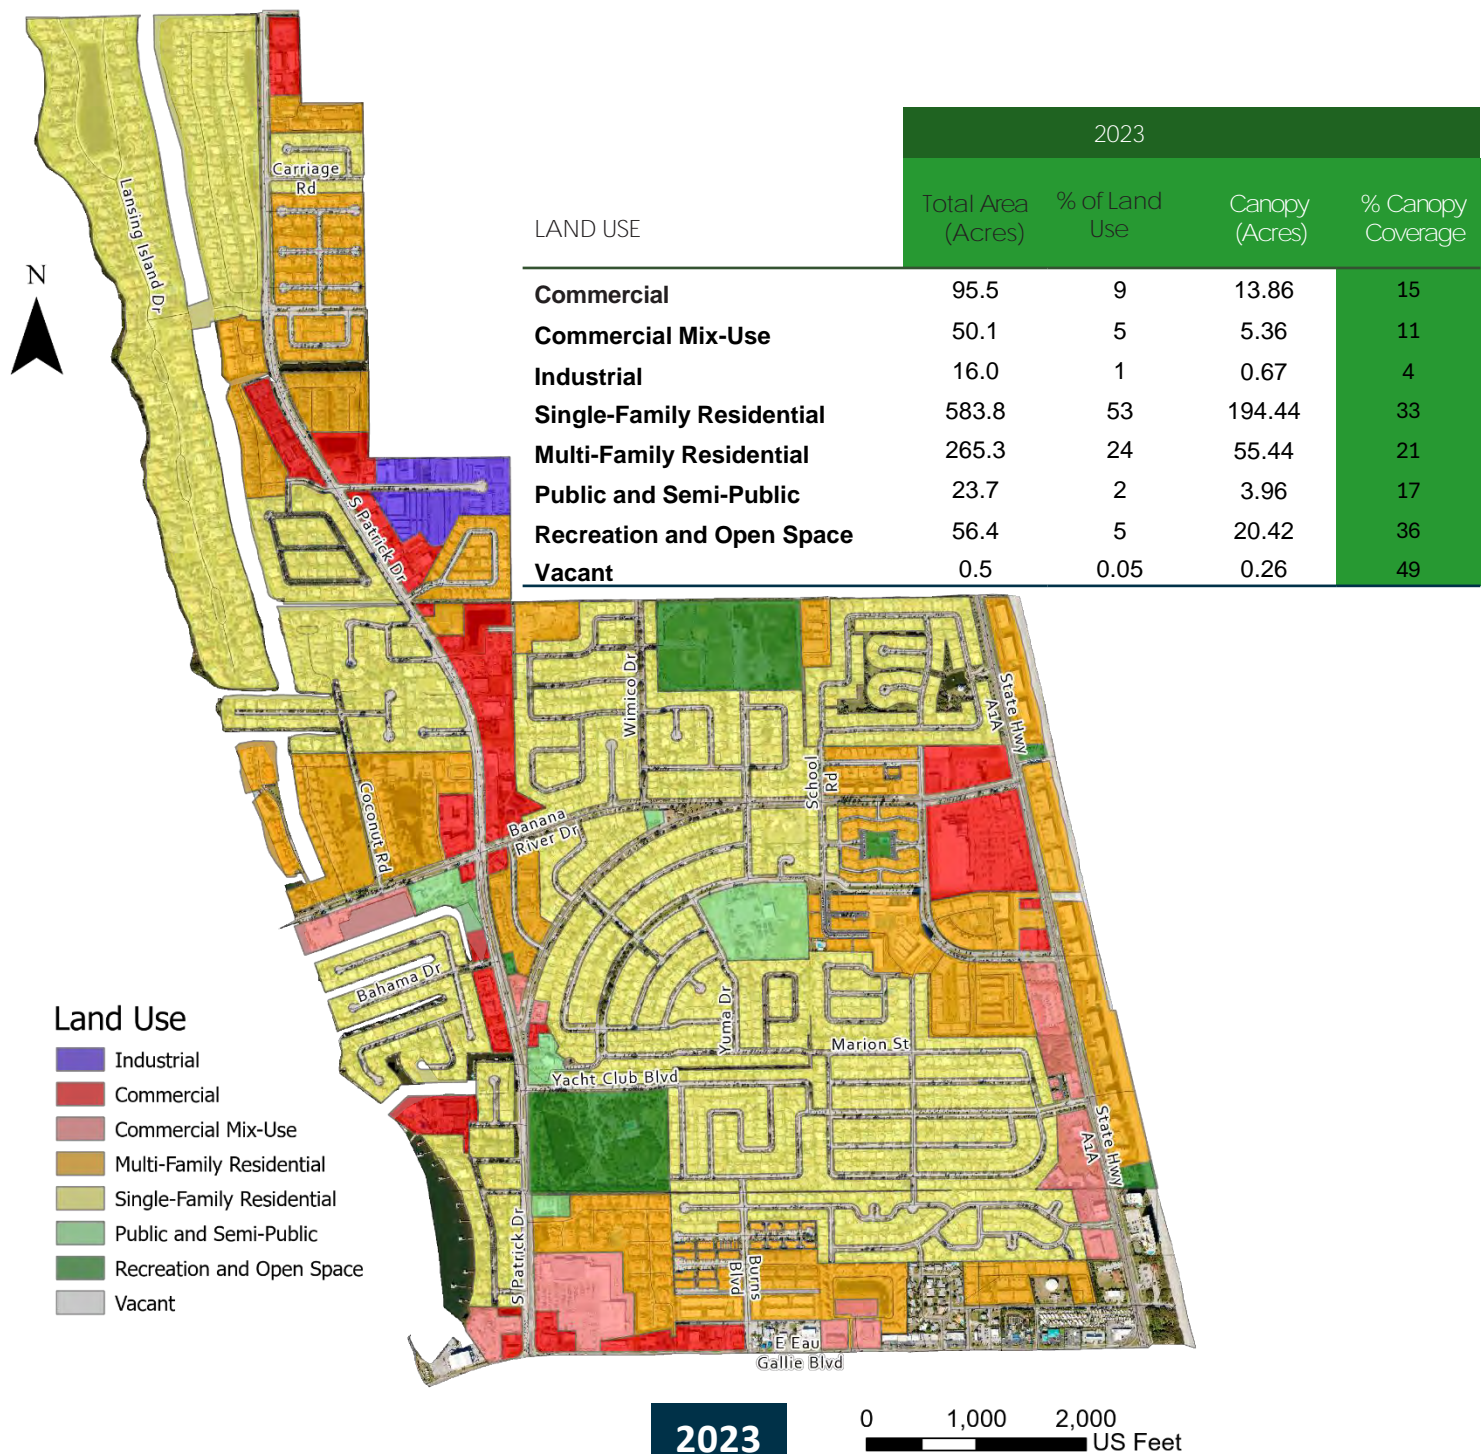 2023
LAND USE
Total Area (Acres)
% of Land Use
Canopy (Acres)
% Canopy Coverage
Commercial 95.5 9 13.86 15
Commercial Mix-Use 50.1 5 5.36 11
Industrial 16.0 1 0.67 4
Single-Family Residential 583.8 53 194.44 33
Multi-Family Residential 265.3 24 55.44 21
Public and Semi-Public 23.7 2 3.96 17
Recreation and Open Space 56.4 5 20.42 36
Vacant 0.5 0.05 0.26 49
N
Lansing Island Dr
Carriage
Rd
S Patrick Dr
Wimico Dr
School
Rd
State Hwy
A1A
Coconut Rd
Banana
River Dr
Bahama Dr
Yuma Dr
Marion St
Yacht Club Blvd
State Hwy
A1A
S Patrick Dr
Burns
Blvd
E Eau
Gallie Blvd
Land Use
Industrial
Commercial
Commercial Mix-Use
Multi-Family Residential
Single-Family Residential
Public and Semi-Public
Recreation and Open Space
Vacant
2023
0 1,000 2,000
US Feet